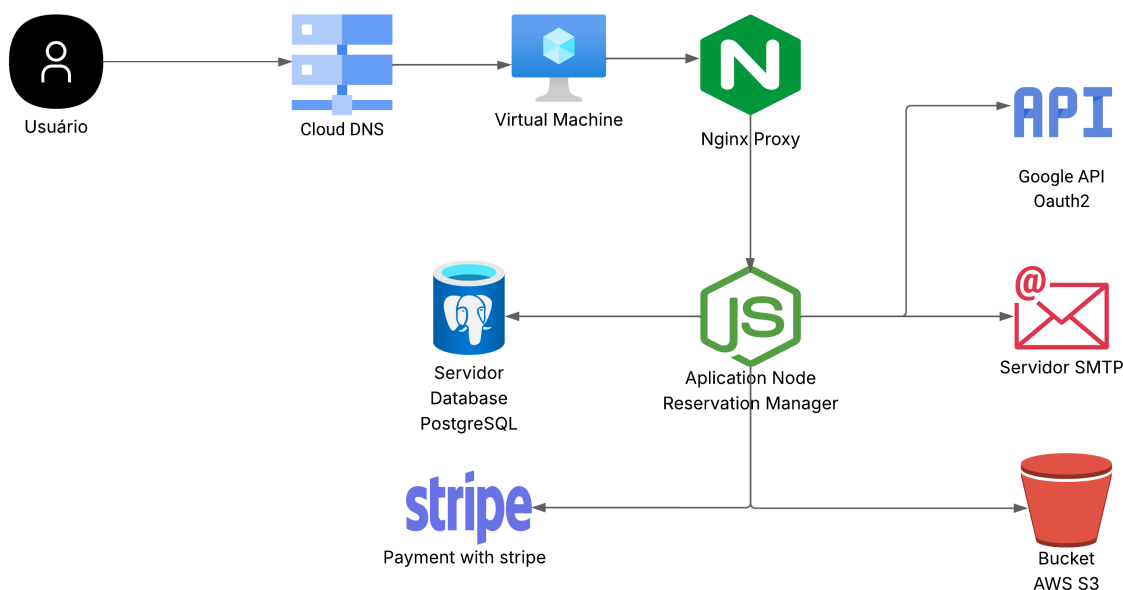 Usuário
Cloud DNS
Virtual Machine
N
Nginx Proxy
API
Google API
Oauth2
JS
Aplication Node
Reservation Manager
Servidor
Database
PostgreSQL
@
Servidor SMTP
stripe
Payment with stripe
Bucket
AWS S3